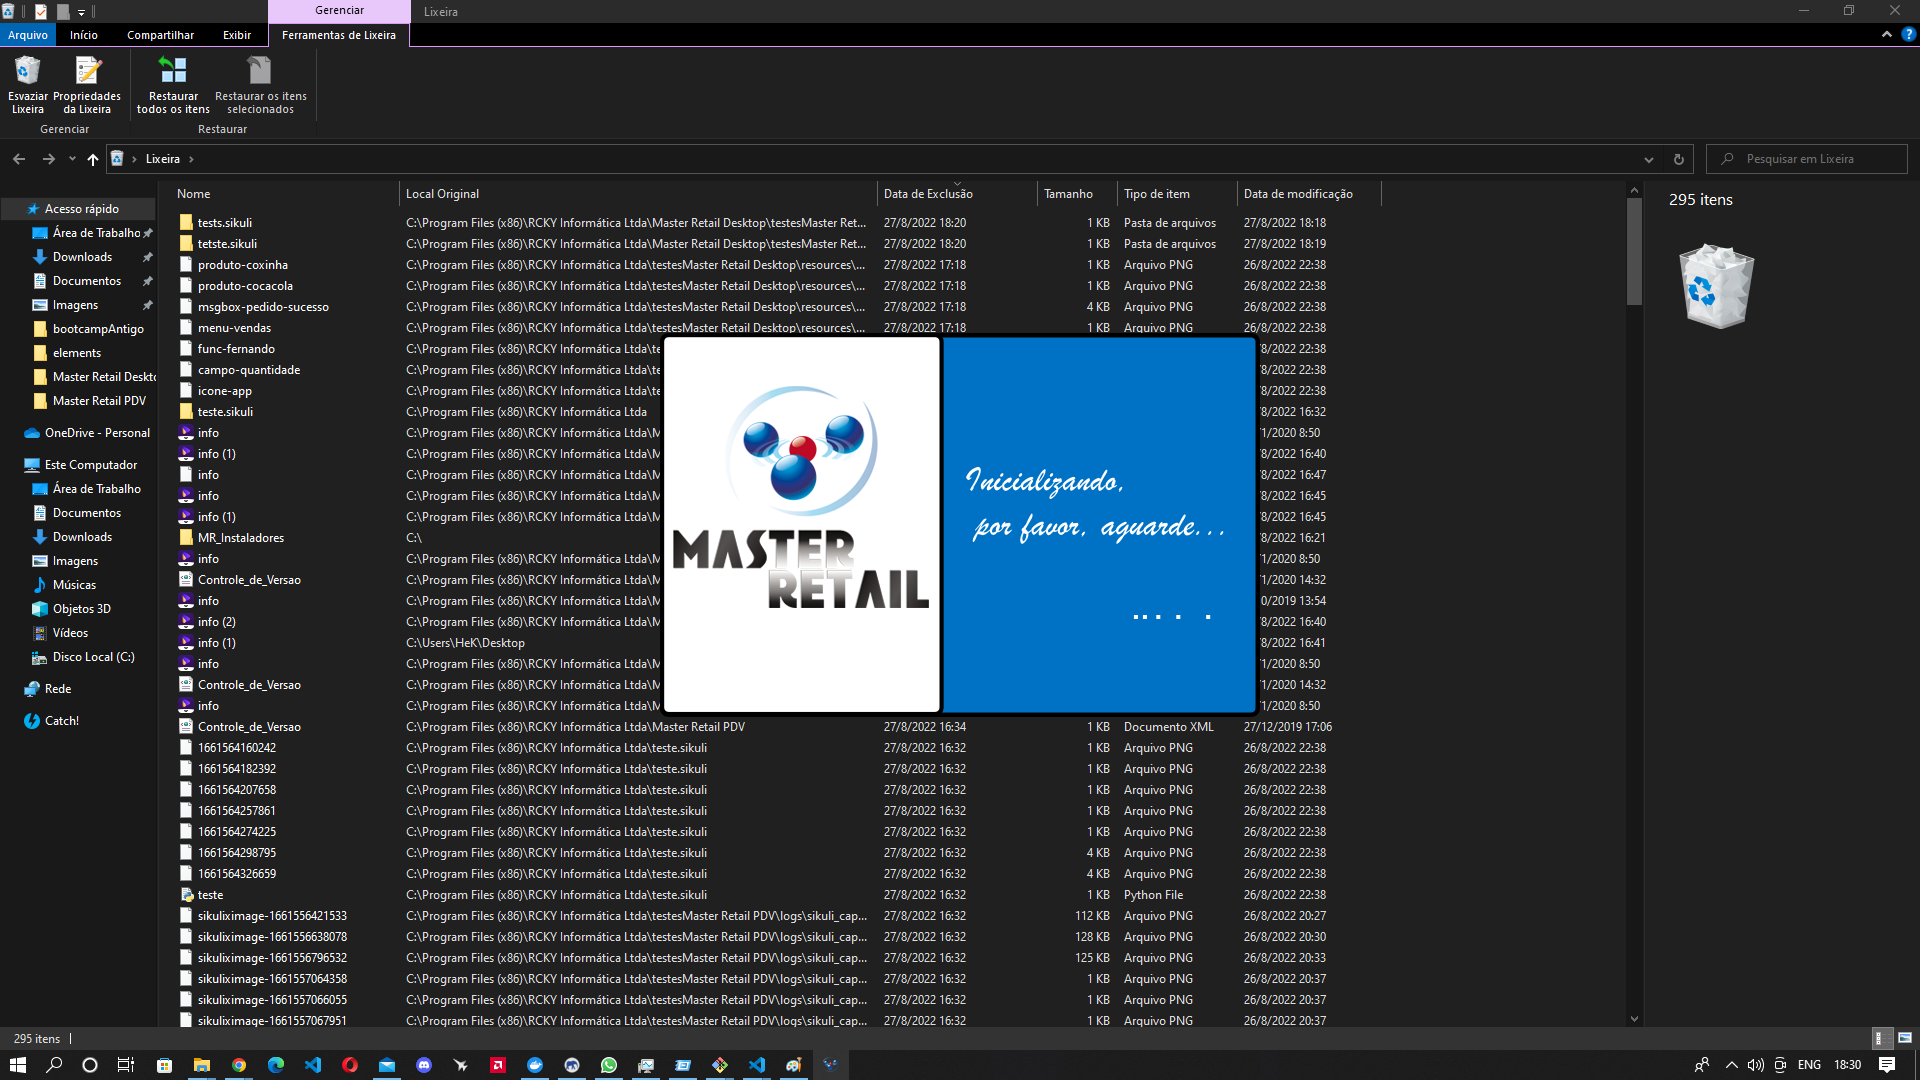 Gerenciar
Lixeira
Arquivo
Início
Compartilhar
Exibir
Ferramentas de Lixeira
Esvaziar Lixeira
Propriedades da Lixeira
Restaurar todos os itens
Restaurar os itens selecionados
Gerenciar
Restaurar
Lixeira
Pesquisar em Lixeira
Nome Local Original Data de Exclusão Tamanho Tipo de item Data de modificação
295 itens
Acesso rápido
Área de Trabalho
Downloads
Documentos
Imagens
bootcampAntigo
elements
Master Retail Deskto
Master Retail PDV
OneDrive - Personal
Este Computador
Área de Trabalho
Documentos
Downloads
Imagens
Músicas
Objetos 3D
Vídeos
Disco Local (C:)
Rede
Catch!
tests.sikuli C:\Program Files (x86)\RCKY Informática Ltda\Master Retail Desktop\testesMaster Ret... 27/8/2022 18:20 1 KB Pasta de arquivos 27/8/2022 18:18
tetste.sikuli C:\Program Files (x86)\RCKY Informática Ltda\Master Retail Desktop\testesMaster Ret... 27/8/2022 18:20 1 KB Pasta de arquivos 27/8/2022 18:19
produto-coxinha C:\Program Files (x86)\RCKY Informática Ltda\testesMaster Retail Desktop\resources\... 27/8/2022 17:18 1 KB Arquivo PNG 26/8/2022 22:38
produto-cocacola C:\Program Files (x86)\RCKY Informática Ltda\testesMaster Retail Desktop\resources\... 27/8/2022 17:18 1 KB Arquivo PNG 26/8/2022 22:38
msgbox-pedido-sucesso C:\Program Files (x86)\RCKY Informática Ltda\testesMaster Retail Desktop\resources\... 27/8/2022 17:18 4 KB Arquivo PNG 26/8/2022 22:38
menu-vendas C:\Program Files (x86)\RCKY Informática Ltda\testesMaster Retail Desktop\resources\... 27/8/2022 17:18 1 KB Arquivo PNG 26/8/2022 22:38
func-fernando C:\Program Files (x86)\RCKY Informática Ltda\te /8/2022 22:38
campo-quantidade C:\Program Files (x86)\RCKY Informática Ltda\te /8/2022 22:38
icone-app C:\Program Files (x86)\RCKY Informática Ltda\te /8/2022 22:38
teste.sikuli C:\Program Files (x86)\RCKY Informática Ltda /8/2022 16:32
info C:\Program Files (x86)\RCKY Informática Ltda\M /1/2020 8:50
info (1) C:\Program Files (x86)\RCKY Informática Ltda\M /8/2022 16:40
info C:\Program Files (x86)\RCKY Informática Ltda\M /8/2022 16:47
info C:\Program Files (x86)\RCKY Informática Ltda\M /8/2022 16:45
info (1) C:\Program Files (x86)\RCKY Informática Ltda\M /8/2022 16:45
MR_Instaladores C:\ /8/2022 16:21
info C:\Program Files (x86)\RCKY Informática Ltda\M /1/2020 8:50
Controle_de_Versao C:\Program Files (x86)\RCKY Informática Ltda\M /1/2020 14:32
info C:\Program Files (x86)\RCKY Informática Ltda\M 0/2019 13:54
info (2) C:\Program Files (x86)\RCKY Informática Ltda\M /8/2022 16:40
info (1) C:\Users\HeK\Desktop /8/2022 16:41
info C:\Program Files (x86)\RCKY Informática Ltda\M /1/2020 8:50
Controle_de_Versao C:\Program Files (x86)\RCKY Informática Ltda\M /1/2020 14:32
info C:\Program Files (x86)\RCKY Informática Ltda\M /1/2020 8:50
Controle_de_Versao C:\Program Files (x86)\RCKY Informática Ltda\Master Retail PDV 27/8/2022 16:34 1 KB Documento XML 27/12/2019 17:06
1661564160242 C:\Program Files (x86)\RCKY Informática Ltda\teste.sikuli 27/8/2022 16:32 1 KB Arquivo PNG 26/8/2022 22:38
1661564182392 C:\Program Files (x86)\RCKY Informática Ltda\teste.sikuli 27/8/2022 16:32 1 KB Arquivo PNG 26/8/2022 22:38
1661564207658 C:\Program Files (x86)\RCKY Informática Ltda\teste.sikuli 27/8/2022 16:32 1 KB Arquivo PNG 26/8/2022 22:38
1661564257861 C:\Program Files (x86)\RCKY Informática Ltda\teste.sikuli 27/8/2022 16:32 1 KB Arquivo PNG 26/8/2022 22:38
1661564274225 C:\Program Files (x86)\RCKY Informática Ltda\teste.sikuli 27/8/2022 16:32 1 KB Arquivo PNG 26/8/2022 22:38
1661564298795 C:\Program Files (x86)\RCKY Informática Ltda\teste.sikuli 27/8/2022 16:32 4 KB Arquivo PNG 26/8/2022 22:38
1661564326659 C:\Program Files (x86)\RCKY Informática Ltda\teste.sikuli 27/8/2022 16:32 4 KB Arquivo PNG 26/8/2022 22:38
teste C:\Program Files (x86)\RCKY Informática Ltda\teste.sikuli 27/8/2022 16:32 1 KB Python File 26/8/2022 22:38
sikuliximage-1661556421533 C:\Program Files (x86)\RCKY Informática Ltda\testesMaster Retail PDV\logs\sikuli_cap... 27/8/2022 16:32 112 KB Arquivo PNG 26/8/2022 20:27
sikuliximage-1661556638078 C:\Program Files (x86)\RCKY Informática Ltda\testesMaster Retail PDV\logs\sikuli_cap... 27/8/2022 16:32 128 KB Arquivo PNG 26/8/2022 20:30
sikuliximage-1661556796532 C:\Program Files (x86)\RCKY Informática Ltda\testesMaster Retail PDV\logs\sikuli_cap... 27/8/2022 16:32 125 KB Arquivo PNG 26/8/2022 20:33
sikuliximage-1661557064358 C:\Program Files (x86)\RCKY Informática Ltda\testesMaster Retail PDV\logs\sikuli_cap... 27/8/2022 16:32 1 KB Arquivo PNG 26/8/2022 20:37
sikuliximage-1661557066055 C:\Program Files (x86)\RCKY Informática Ltda\testesMaster Retail PDV\logs\sikuli_cap... 27/8/2022 16:32 1 KB Arquivo PNG 26/8/2022 20:37
sikuliximage-1661557067951 C:\Program Files (x86)\RCKY Informática Ltda\testesMaster Retail PDV\logs\sikuli_cap... 27/8/2022 16:32 1 KB Arquivo PNG 26/8/2022 20:37
MASTER
RETAIL
Inicializando,
por favor, aguarde...
295 itens
ENG
18:30